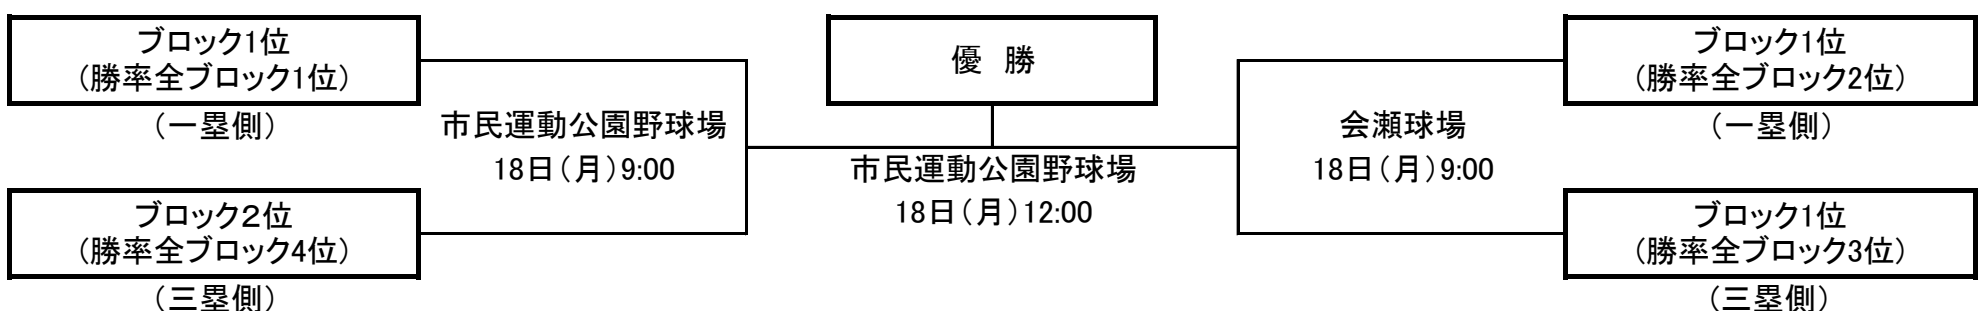 ブロック1位
(勝率全ブロック1位)
(一塁側)
市民運動公園野球場
18日(月)9:00
ブロック２位
(勝率全ブロック4位)
(三塁側)
優 勝
市民運動公園野球場
18日(月)12:00
会瀬球場
18日(月)9:00
ブロック1位
(勝率全ブロック2位)
(一塁側)
ブロック1位
(勝率全ブロック3位)
(三塁側)